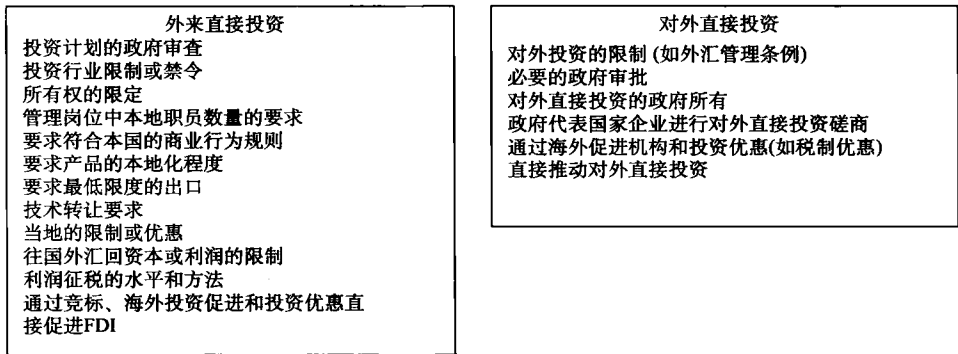 外来直接投资
投资计划的政府审查
投资行业限制或禁令
所有权的限定
管理岗位中本地职员数量的要求
要求符合本国的商业行为规则
要求产品的本地化程度
要求最低限度的出口
技术转让要求
当地的限制或优惠
往国外汇回资本或利润的限制
利润征税的水平和方法
通过竞标、海外投资促进和投资优惠直
接促进FDI
对外直接投资
对外投资的限制 (如外汇管理条例)
必要的政府审批
对外直接投资的政府所有
政府代表国家企业进行对外直接投资磋商
通过海外促进机构和投资优惠(如税制优惠)
直接推动对外直接投资